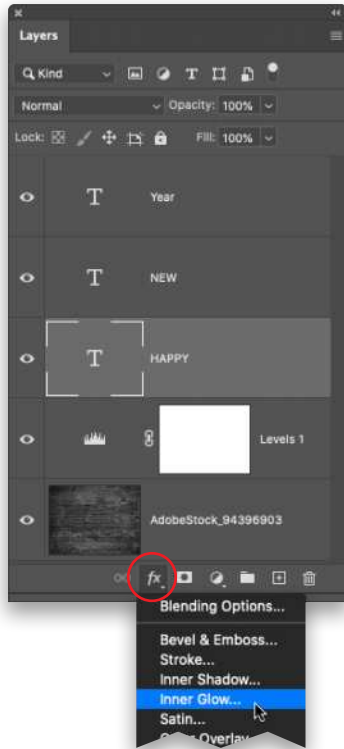 Layers
Kind
Normal Opacity: 100%
Lock: Fill: 100%
T Year
T NEW
T HAPPY
Levels 1
AdobeStock_94396903
fx
Blending Options...
Bevel & Emboss...
Stroke...
Inner Shadow...
Inner Glow...
Satin...
Overlay